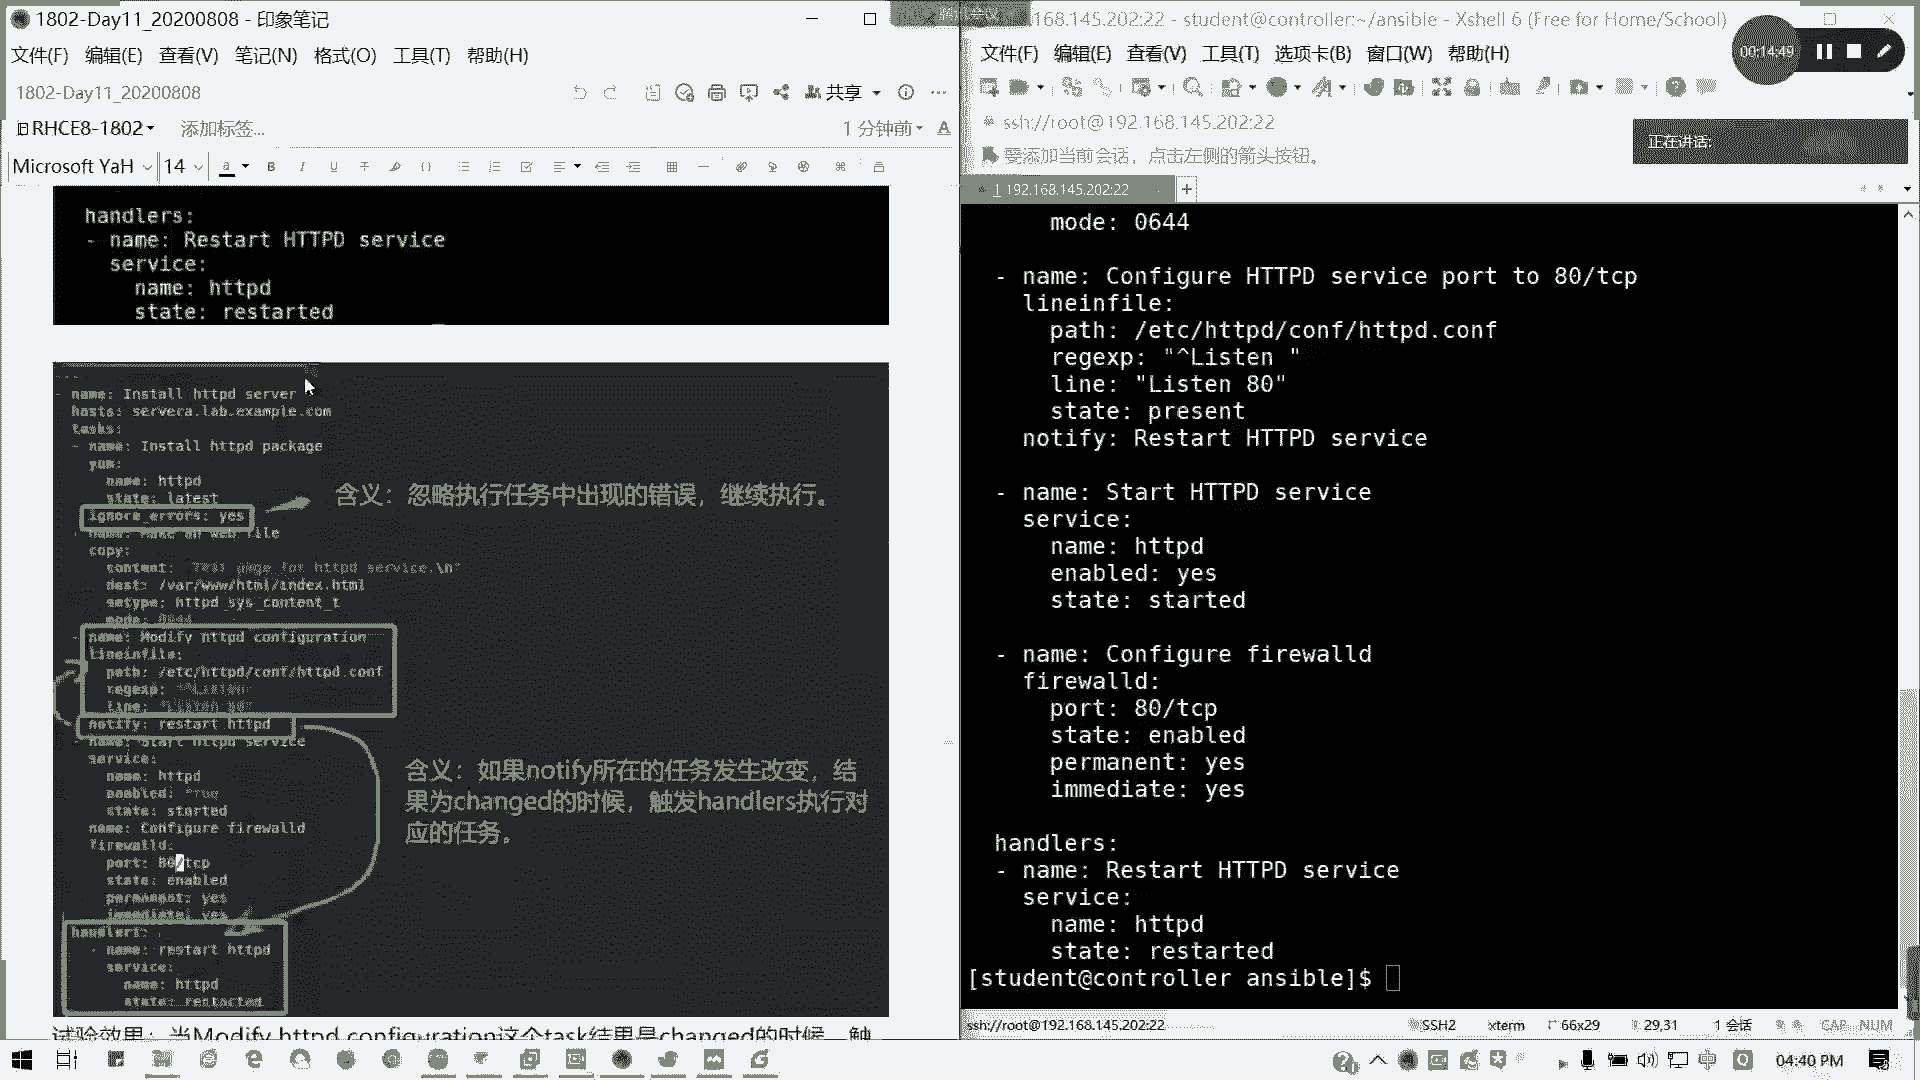 1802-Day11_20200808 - 印象笔记
文件(F) 编辑(E) 查看(V) 笔记(N) 格式(O) 工具(T) 帮助(H)
1802-Day11_20200808
共享
RHCE8-1802
添加标签...
1 分钟前
Microsoft YaH 14
handlers:
- name: Restart HTTPD service
service:
name: httpd
state: restarted
---
- name: Install httpd server
hosts: servera.lab.example.com
tasks:
- name: Install httpd package
yum:
name: httpd
state: latest
ignore_errors: yes
含义：忽略执行任务中出现的错误，继续执行。
- name: Make an web file
copy:
content: "Test page for httpd service.\n"
dest: /var/www/html/index.html
setype: httpd_sys_content_t
mode: 0644
- name: Modify httpd configuration
lineinfile:
path: /etc/httpd/conf/httpd.conf
regexp: "^Listen
line: "Listen 80"
notify: restart httpd
- name: Start httpd service
service:
name: httpd
enabled:
state: started
name: Configure firewalld
firewalld:
port: 80/tcp
state: enabled
permanent: yes
immediate: yes
含义：如果notify所在的任务发生改变，结
果为changed的时候，触发handlers执行对
应的任务。
handlers:
- name: restart httpd
service:
name: httpd
state: restarted
试验效果：当Modify httpd configuration这个task结果是changed的时候，触
168.145.202:22 - student@controller:~/ansible - Xshell 6 (Free for Home/School)
文件(F) 编辑(E) 查看(V) 工具(T) 选项卡(B) 窗口(W) 帮助(H)
00:14:49
ssh://root@192.168.145.202:22
要添加当前会话，点击左侧的箭头按钮。
正在讲话:
1 192.168.145.202:22
mode: 0644
- name: Configure HTTPD service port to 80/tcp
lineinfile:
path: /etc/httpd/conf/httpd.conf
regexp: "^Listen "
line: "Listen 80"
state: present
notify: Restart HTTPD service
- name: Start HTTPD service
service:
name: httpd
enabled: yes
state: started
- name: Configure firewalld
firewalld:
port: 80/tcp
state: enabled
permanent: yes
immediate: yes
handlers:
- name: Restart HTTPD service
service:
name: httpd
state: restarted
[student@controller ansible]$
ssh://root@192.168.145.202:22 SSH2 xterm 66x29 29,31 1 会话 CAP NUM
04:40 PM